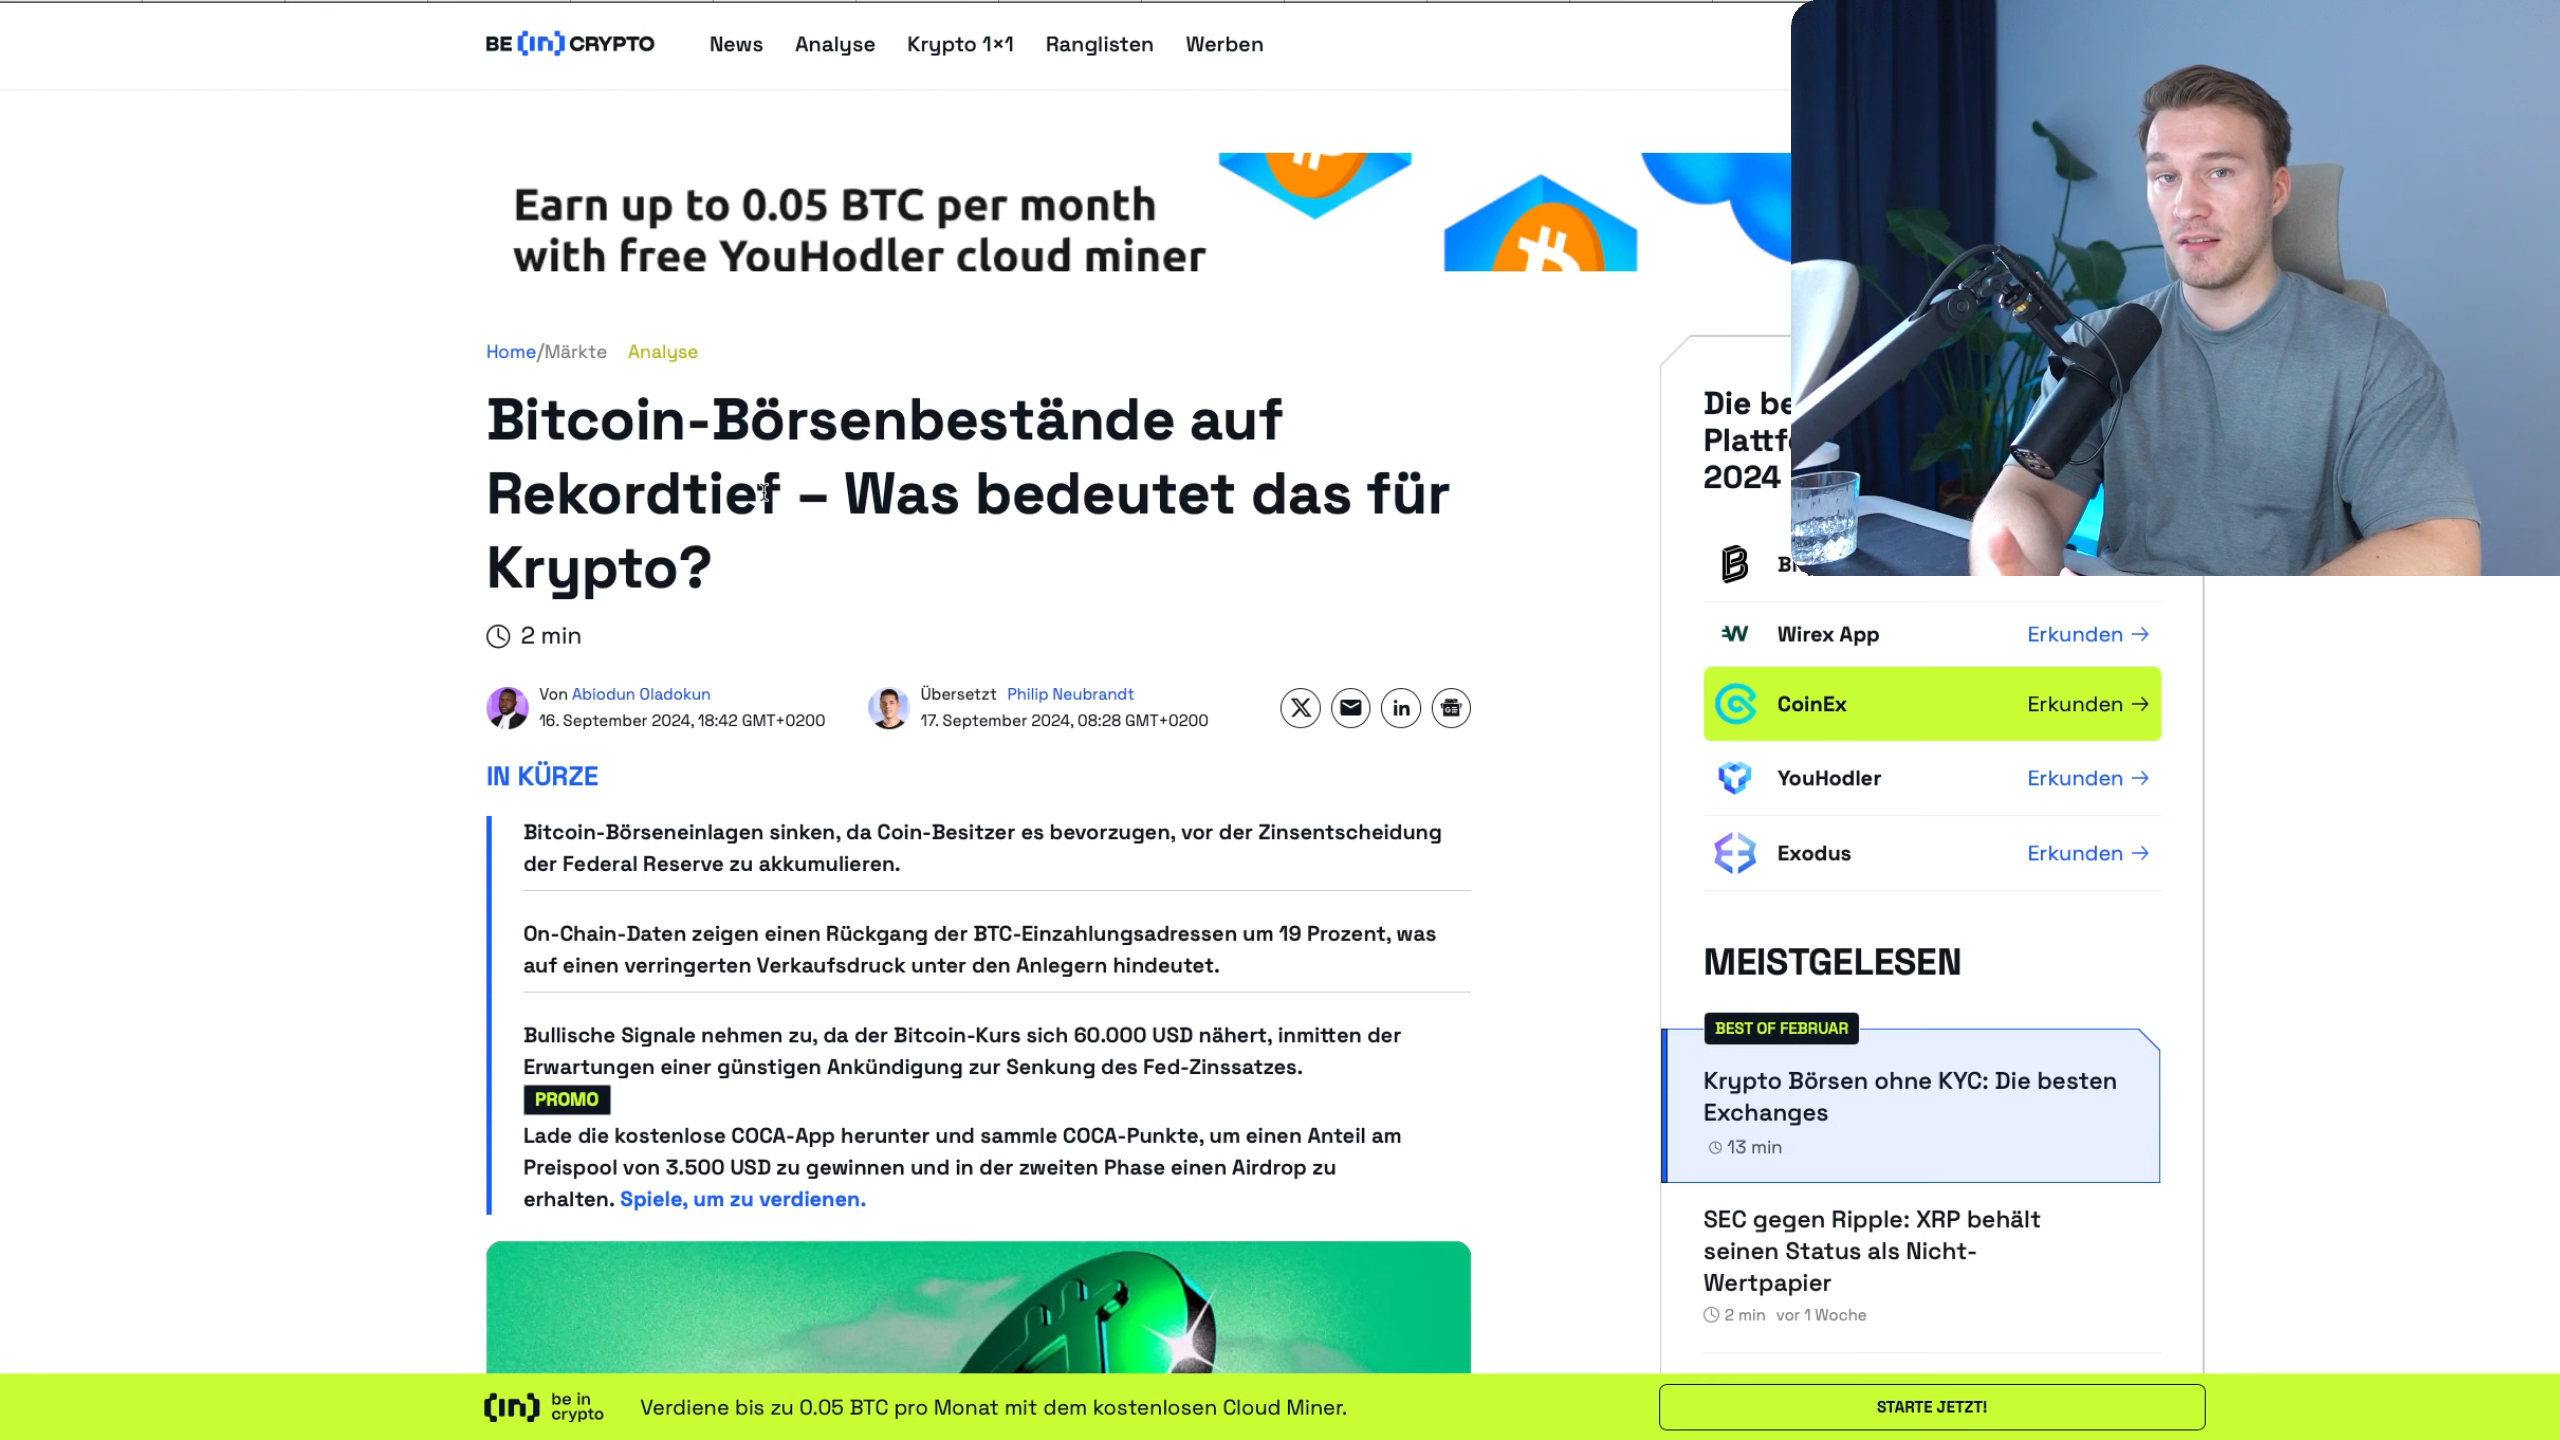 BE [in] CRYPTO
News Analyse Krypto 1×1 Ranglisten Werben
Earn up to 0.05 BTC per month
with free YouHodler cloud miner
Home/Märkte Analyse
Bitcoin-Börsenbestände auf
Rekordtief – Was bedeutet das für
Krypto?
2 min
Von Abiodun Oladokun
16. September 2024, 18:42 GMT+0200
Übersetzt Philip Neubrandt
17. September 2024, 08:28 GMT+0200
IN KÜRZE
Bitcoin-Börseneinlagen sinken, da Coin-Besitzer es bevorzugen, vor der Zinsentscheidung
der Federal Reserve zu akkumulieren.
On-Chain-Daten zeigen einen Rückgang der BTC-Einzahlungsadressen um 19 Prozent, was
auf einen verringerten Verkaufsdruck unter den Anlegern hindeutet.
Bullische Signale nehmen zu, da der Bitcoin-Kurs sich 60.000 USD nähert, inmitten der
Erwartungen einer günstigen Ankündigung zur Senkung des Fed-Zinssatzes.
PROMO
Lade die kostenlose COCA-App herunter und sammle COCA-Punkte, um einen Anteil am
Preispool von 3.500 USD zu gewinnen und in der zweiten Phase einen Airdrop zu
erhalten. Spiele, um zu verdienen.
Die
2024
Wirex App Erkunden →
CoinEx Erkunden →
YouHodler Erkunden →
Exodus Erkunden →
MEISTGELESEN
BEST OF FEBRUAR
Krypto Börsen ohne KYC: Die besten
Exchanges
13 min
SEC gegen Ripple: XRP behält
seinen Status als Nicht-
Wertpapier
2 min vor 1 Woche
[in] be in
crypto
Verdiene bis zu 0.05 BTC pro Monat mit dem kostenlosen Cloud Miner.
STARTE JETZT!